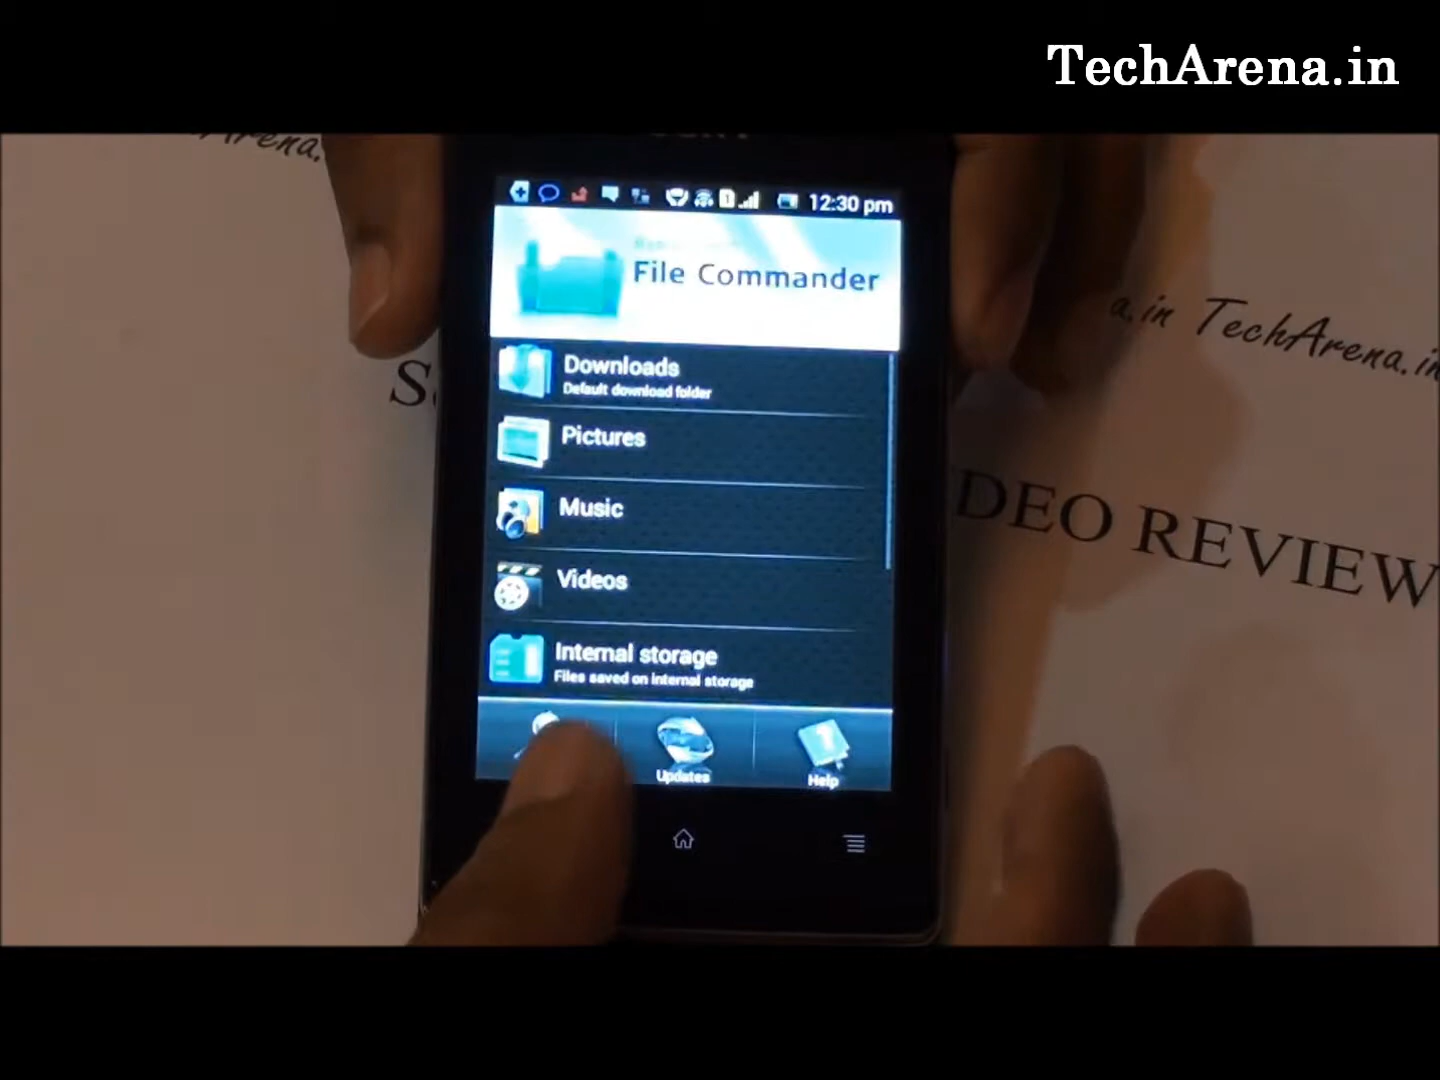 TechArena.in
Arena.
12:30 pm
File Commander
Downloads
Default download folder
Pictures
Music
Videos
Internal storage
Files saved on internal storage
Updates
Help
a.in TechArena.in
DEO REVIEW